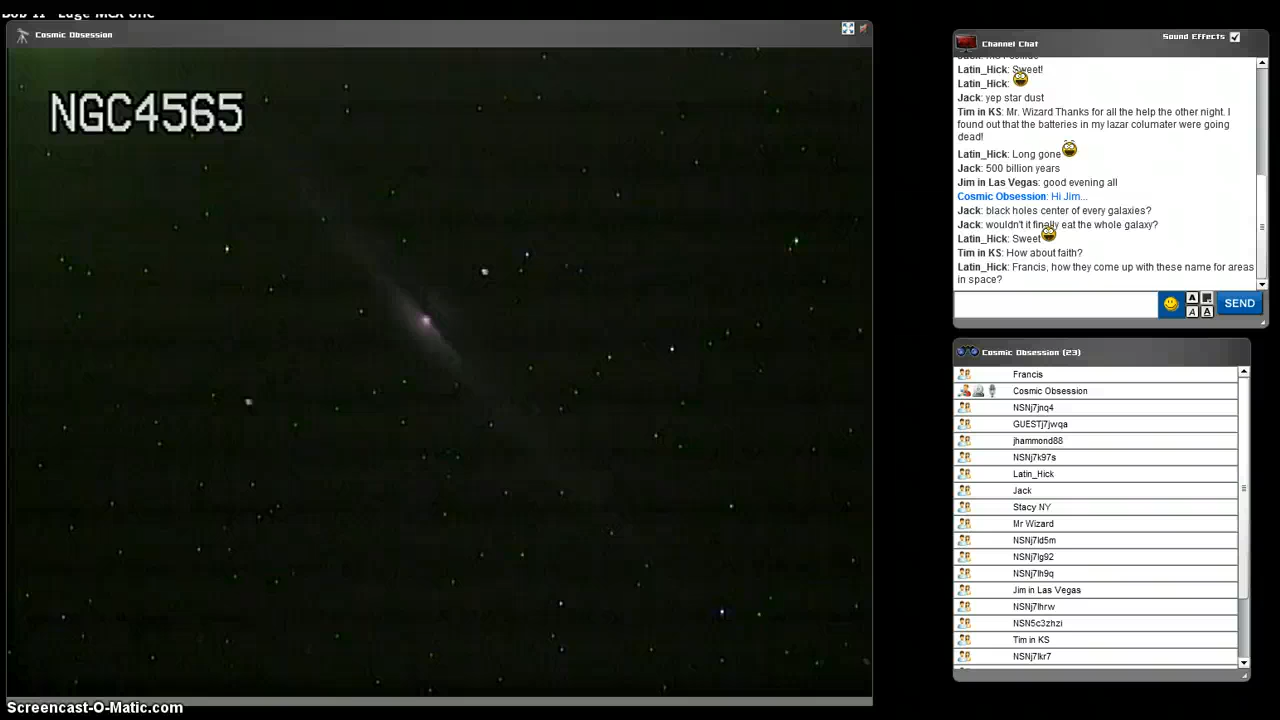 Cosmic Obsession
NGC4565
Channel Chat
Sound Effects
Latin_Hick: Sweet!
Latin_Hick:
Jack: yep star dust
Tim in KS: Mr. Wizard Thanks for all the help the other night. I
found out that the batteries in my lazar columater were going
dead!
Latin_Hick: Long gone
Jack: 500 billion years
Jim in Las Vegas: good evening all
Cosmic Obsession: Hi Jim...
Jack: black holes center of every galaxies?
Jack: wouldn't it finally eat the whole galaxy?
Latin_Hick: Sweet
Tim in KS: How about faith?
Latin_Hick: Francis, how they come up with these name for areas
in space?
A
A A
SEND
Cosmic Obsession (23)
Francis
Cosmic Obsession
NSNj7jnq4
GUESTj7jwqa
jhammond88
NSNj7k97s
Latin_Hick
Jack
Stacy NY
Mr Wizard
NSNj7ld5m
NSNj7lg92
NSNj7lh9q
Jim in Las Vegas
NSNj7lhrw
NSN5c3zhzi
Tim in KS
NSNj7lkr7
Screencast-O-Matic.com